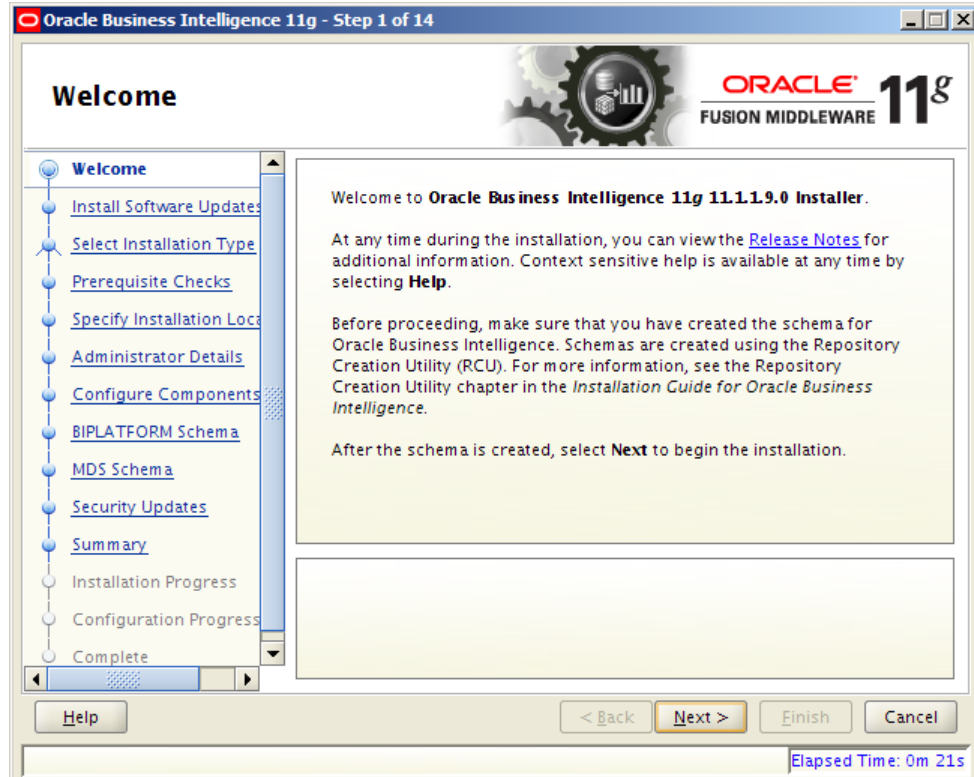 Oracle Business Intelligence 11g - Step 1 of 14
Welcome
ORACLE
FUSION MIDDLEWARE
11g
Welcome
Install Software Updates
Select Installation Type
Prerequisite Checks
Specify Installation Loca
Administrator Details
Configure Components
BIPLATFORM Schema
MDS Schema
Security Updates
Summary
Installation Progress
Configuration Progress
Complete
Welcome to Oracle Business Intelligence 11g 11.1.1.9.0 Installer.
At any time during the installation, you can view the Release Notes for
additional information. Context sensitive help is available at any time by
selecting Help.
Before proceeding, make sure that you have created the schema for
Oracle Business Intelligence. Schemas are created using the Repository
Creation Utility (RCU). For more information, see the Repository
Creation Utility chapter in the Installation Guide for Oracle Business
Intelligence.
After the schema is created, select Next to begin the installation.
Help
< Back
Next >
Finish
Cancel
Elapsed Time: 0m 21s